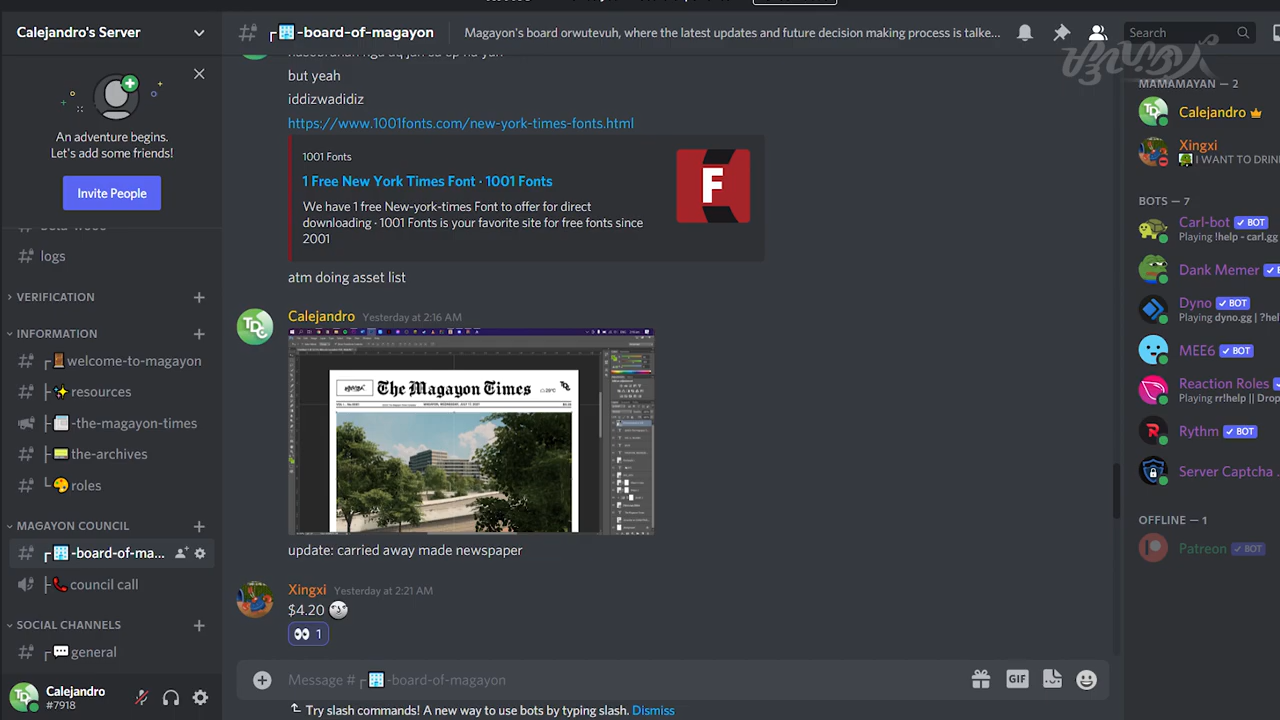 Calejandro's Server
-board-of-magayon
Magayon's board orwutevuh, where the latest updates and future decision making process is talke...
Search
An adventure begins.
Let's add some friends!
Invite People
logs
VERIFICATION
INFORMATION
welcome-to-magayon
resources
-the-magayon-times
the-archives
roles
MAGAYON COUNCIL
-board-of-ma...
council call
SOCIAL CHANNELS
general
Calejandro
#7918
but yeah
iddizwadidiz
https://www.1001fonts.com/new-york-times-fonts.html
1001 Fonts
1 Free New York Times Font · 1001 Fonts
We have 1 free New-york-times Font to offer for direct
downloading · 1001 Fonts is your favorite site for free fonts since
2001
F
atm doing asset list
Calejandro Yesterday at 2:16 AM
The Magayon Times
update: carried away made newspaper
Xingxi Yesterday at 2:21 AM
$4.20
1
Message # -board-of-magayon
GIF
Try slash commands! A new way to use bots by typing slash. Dismiss
MAMAMAYAN — 2
Calejandro
Xingxi
I WANT TO DRIN
BOTS — 7
Carl-bot BOT
Playing !help - carl.gg
Dank Memer
Dyno BOT
Playing dyno.gg | ?hel
MEE6 BOT
Reaction Roles
Playing rr!help || Drop
Rythm BOT
Server Captcha
OFFLINE — 1
Patreon BOT